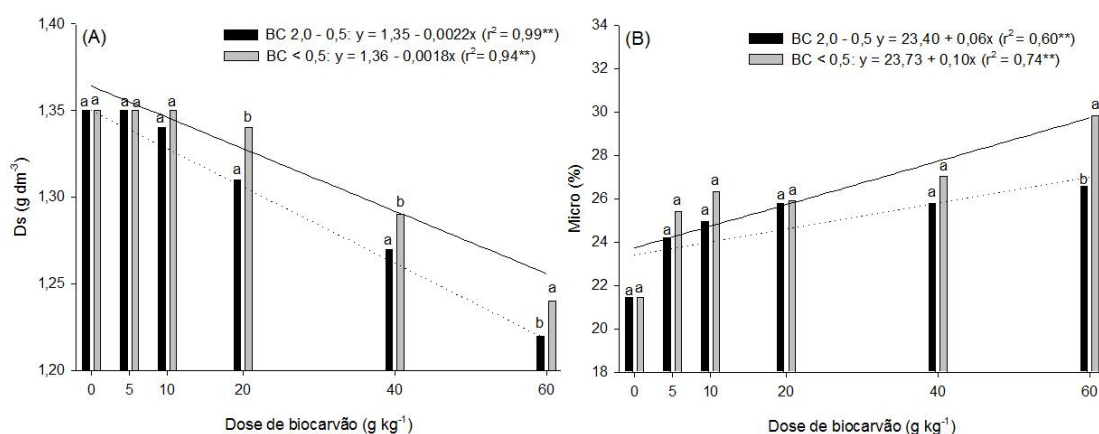 (A)
BC 2,0 - 0,5: y = 1,35 - 0,0022x (r² = 0,99**)
BC < 0,5: y = 1,36 - 0,0018x (r² = 0,94**)
Ds (g dm⁻³)
1,40
1,35
1,30
1,25
1,20
a a
a a
a a
a b
a b
b a
0 5 10 20 40 60
Dose de biocarvão (g kg⁻¹)
(B)
BC 2,0 - 0,5 y = 23,40 + 0,06x (r² = 0,60**)
BC < 0,5: y = 23,73 + 0,10x (r² = 0,74**)
Micro (%)
34
32
30
28
26
24
22
20
18
a a
a a
a a
a a
a a
b a
0 5 10 20 40 60
Dose de biocarvão (g kg⁻¹)